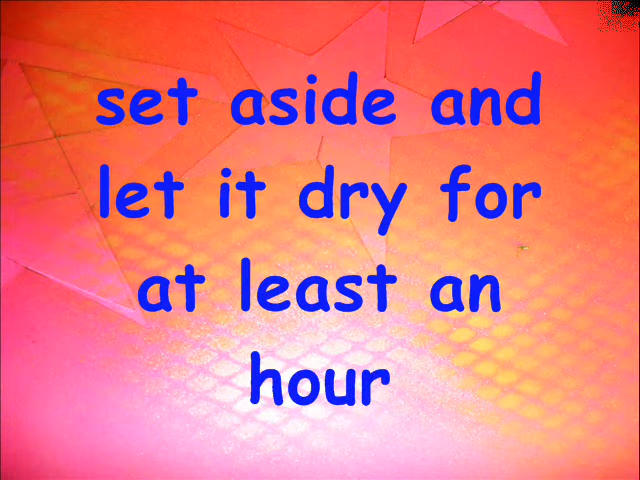 set aside and
let it dry for
at least an
hour